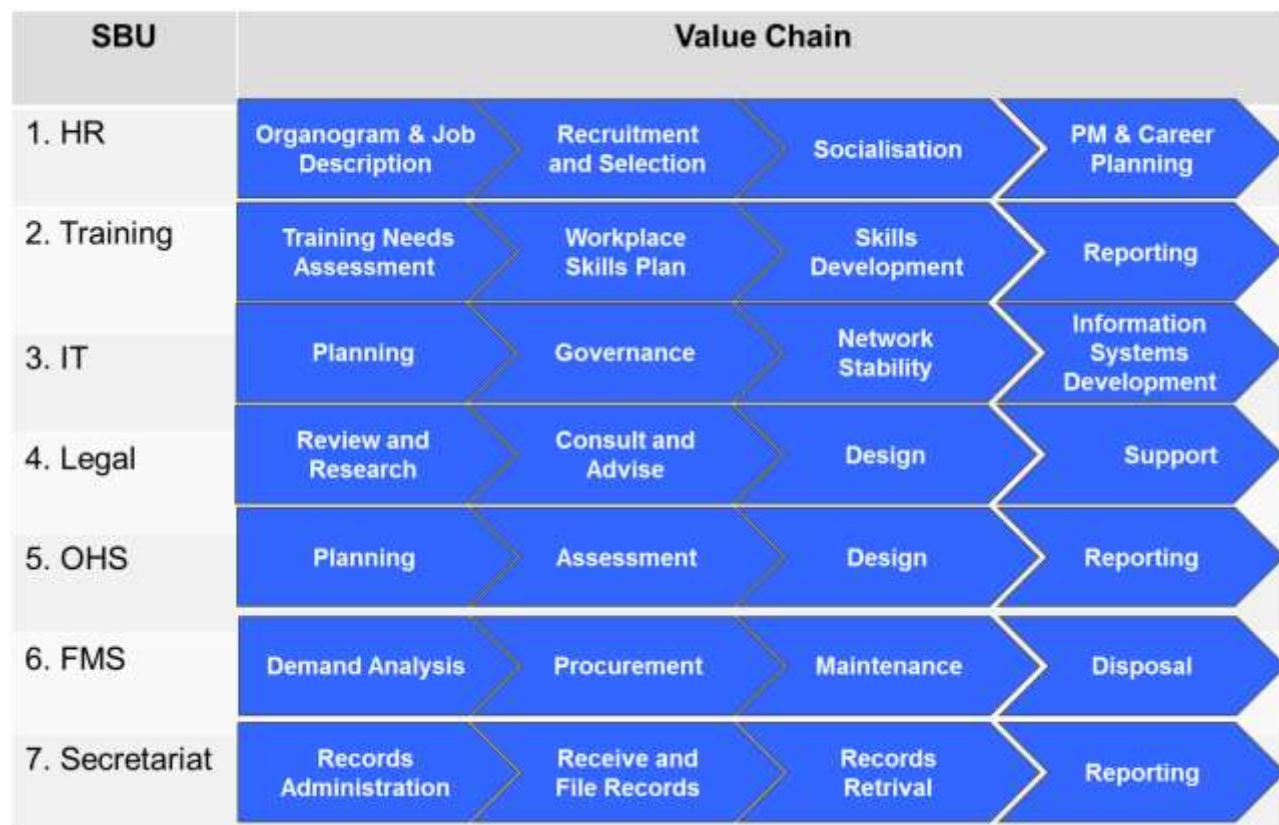 SBU
Value Chain
1. HR
Organogram & Job
Description
Recruitment
and Selection
Socialisation
PM & Career
Planning
2. Training
Training Needs
Assessment
Workplace
Skills Plan
Skills
Development
Reporting
3. IT
Planning
Governance
Network
Stability
Information
Systems
Development
4. Legal
Review and
Research
Consult and
Advise
Design
Support
5. OHS
Planning
Assessment
Design
Reporting
6. FMS
Demand Analysis
Procurement
Maintenance
Disposal
7. Secretariat
Records
Administration
Receive and
File Records
Records
Retrival
Reporting